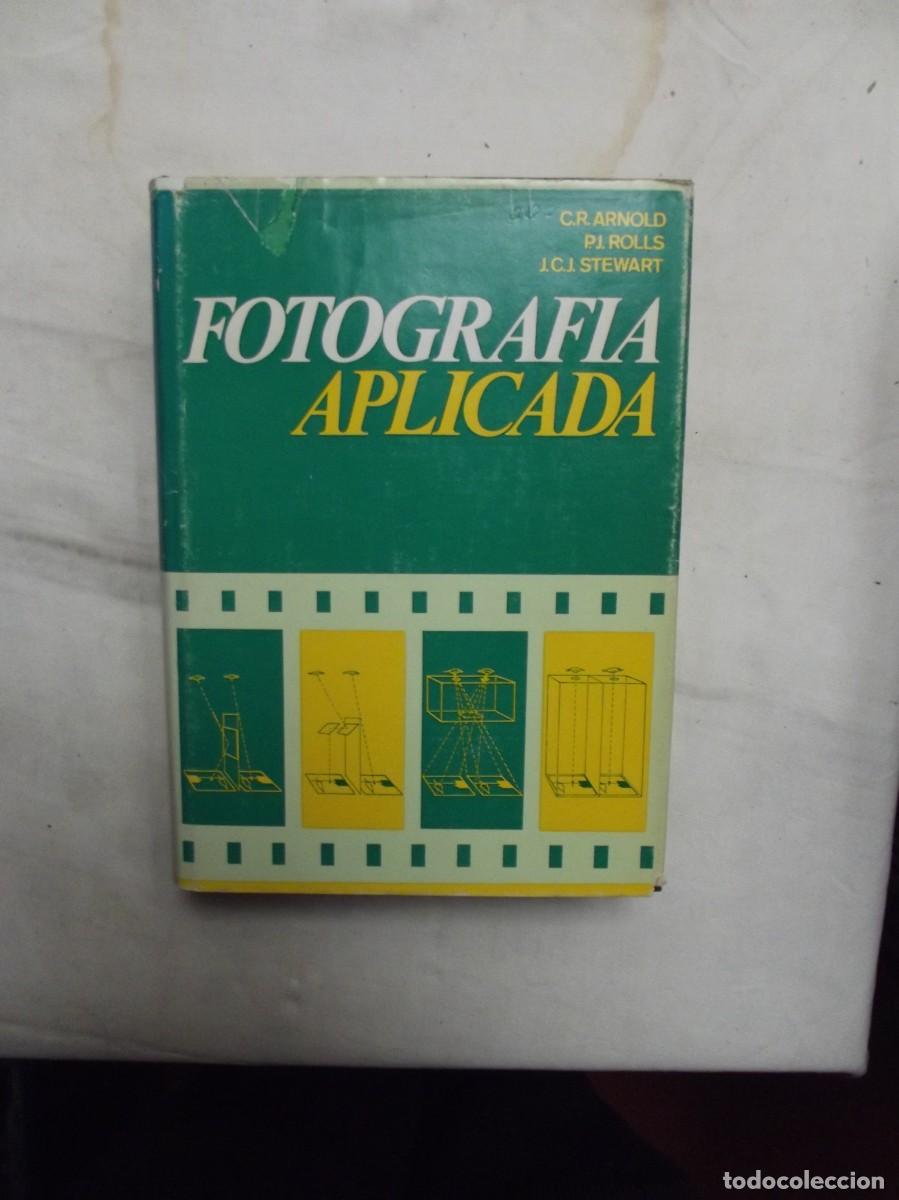 C.R. ARNOLD
P.J. ROLLS
J.C.J. STEWART
FOTOGRAFIA
APLICADA
todocoleccion